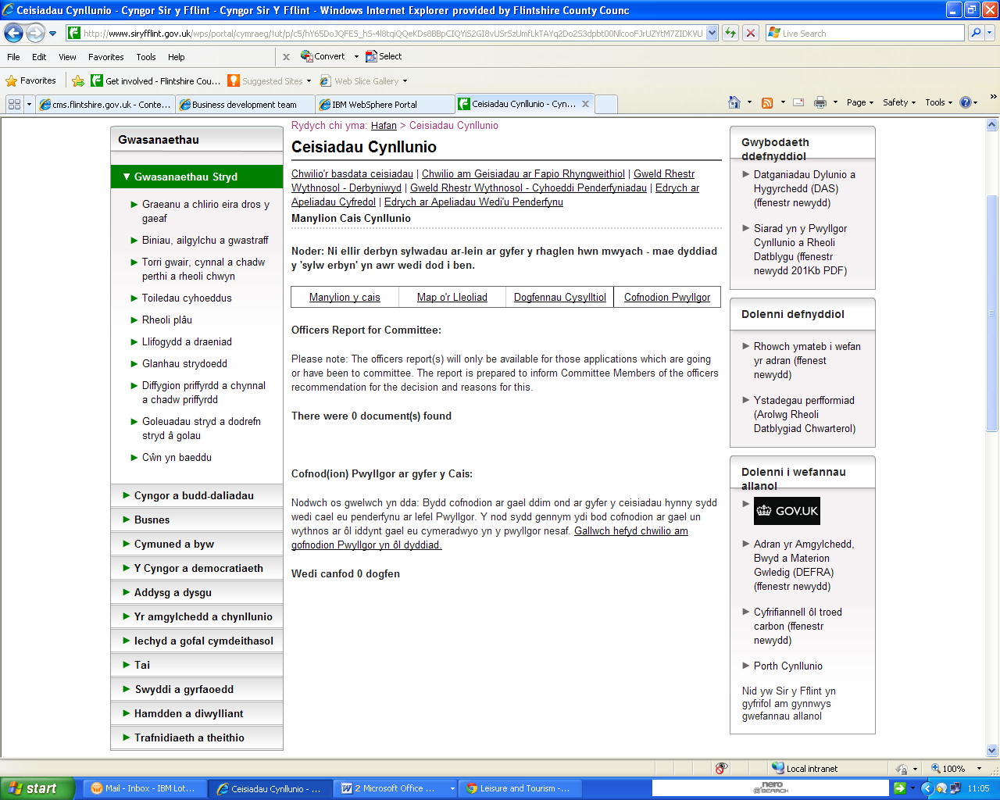 Ceisiadau Cynllunio - Cyngor Sir y Fflint - Cyngor Sir Y Fflint - Windows Internet Explorer provided by Flintshire County Counc
Live Search
File Edit View Favorites Tools Help
Convert Select
Favorites
Get involved - Flintshire Cou...
Suggested Sites
Web Slice Gallery
cms.flintshire.gov.uk - Conte...
Business development team
IBM WebSphere Portal
Ceisiadau Cynllunio - Cyn...
Page Safety Tools
Gwasanaethau
Gwasanaethau Stryd
Graeanu a chlirio eira dros y
gaeaf
Biniau, ailgylchu a gwastraff
Torri gwair, cynnal a chadw
perthi a rheoli chwyn
Toiledau cyhoeddus
Rheoli plâu
Llifogydd a draeniad
Glanhau strydoedd
Diffygion priffyrdd a chynnal
a chadw priffyrdd
Goleuadau stryd a dodrefn
stryd â golau
Cŵn yn baeddu
Cyngor a budd-daliadau
Busnes
Cymuned a byw
Y Cyngor a democratiaeth
Addysg a dysgu
Yr amgylchedd a chynllunio
Iechyd a gofal cymdeithasol
Tai
Swyddi a gyrfaoedd
Hamdden a diwylliant
Trafnidiaeth a theithio
Rydych chi yma: Hafan > Ceisiadau Cynllunio
Ceisiadau Cynllunio
Chwilio'r basdata ceisiadau | Chwilio am Geisiadau ar Fapio Rhyngweithiol | Gweld Rhestr
Wythnosol - Derbyniwyd | Gweld Rhestr Wythnosol - Cyhoeddi Penderfyniadau | Edrych ar
Apeliadau Cyfredol | Edrych ar Apeliadau Wedi'u Penderfynu
Manylion Cais Cynllunio
Noder: Ni ellir derbyn sylwadau ar-lein ar gyfer y rhaglen hwn mwyach - mae dyddiad
y 'sylw erbyn' yn awr wedi dod i ben.
Manylion y cais
Map o'r Lleoliad
Dogfennau Cysylltiol
Cofnodion Pwyllgor
Officers Report for Committee:
Please note: The officers report(s) will only be available for those applications which are going
or have been to committee. The report is prepared to inform Committee Members of the officers
recommendation for the decision and reasons for this.
There were 0 document(s) found
Cofnod(ion) Pwyllgor ar gyfer y Cais:
Nodwch os gwelwch yn dda: Bydd cofnodion ar gael ddim ond ar gyfer y ceisiadau hynny sydd
wedi cael eu penderfynu ar lefel Pwyllgor. Y nod sydd gennym ydi bod cofnodion ar gael un
wythnos ar ôl iddynt gael eu cymeradwyo yn y pwyllgor nesaf. Gallwch hefyd chwilio am
gofnodion Pwyllgor yn ôl dyddiad.
Wedi canfod 0 dogfen
Gwybodaeth
ddefnyddiol
Datganiadau Dylunio a
Hygyrchedd (DAS)
(ffenestr newydd)
Siarad yn y Pwyllgor
Cynllunio a Rheoli
Datblygu (ffenestr
newydd 201Kb PDF)
Dolenni defnyddiol
Rhowch ymateb i wefan
yr adran (ffenest
newydd)
Ystadegau perfformiad
(Arolwg Rheoli
Datblygiad Chwarterol)
Dolenni i wefannau
allanol
GOV.UK
Adran yr Amgylchedd,
Bwyd a Materion
Gwledig (DEFRA)
(ffenestr newydd)
Cyfrifiannell ôl troed
carbon (ffenestr
newydd)
Porth Cynllunio
Nid yw Sir y Fflint yn
gyfrifol am gynnwys
gwefannau allanol
Local intranet
100%
start
Mail - Inbox - IBM Lot...
Ceisiadau Cynllunio - ...
2 Microsoft Office ...
Leisure and Tourism -...
nero
SEARCH
11:05